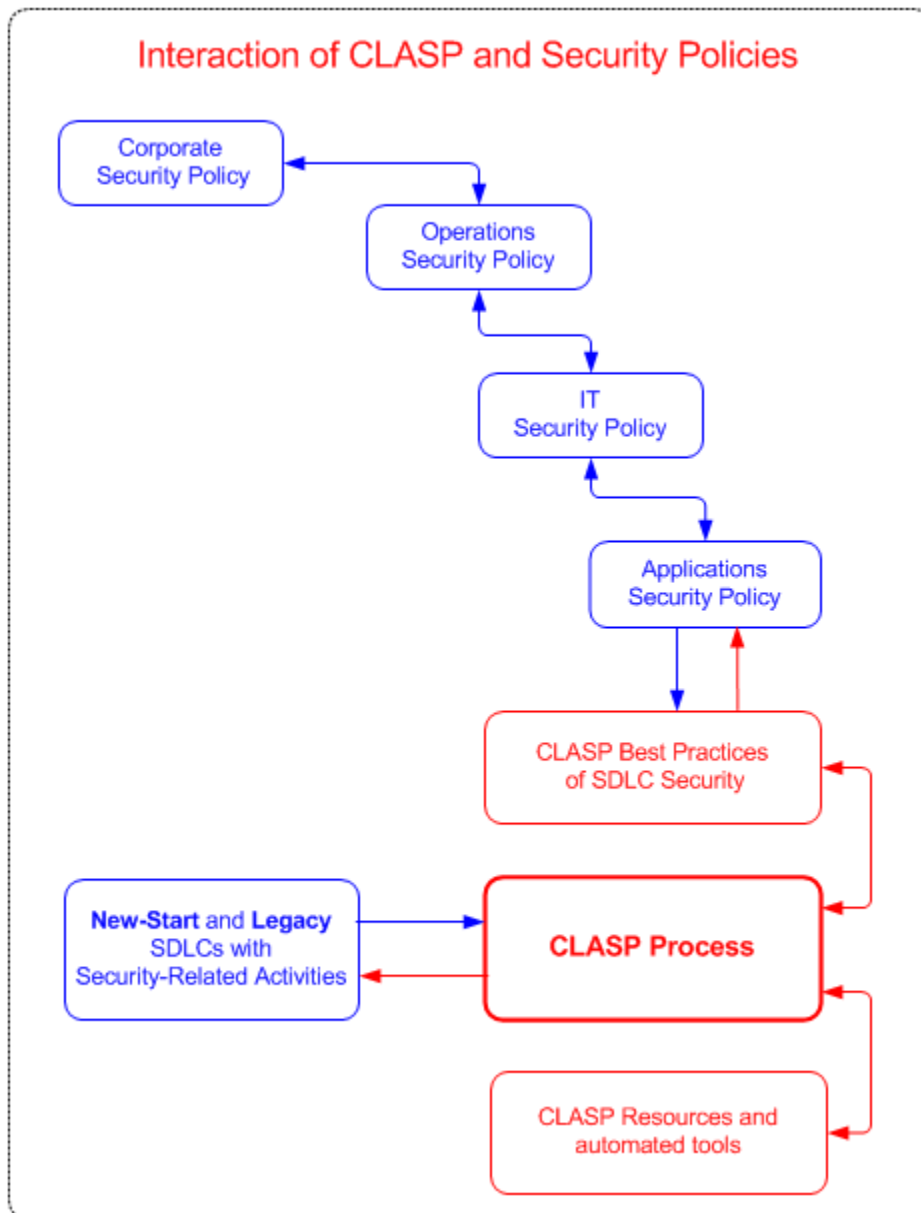 Interaction of CLASP and Security Policies
Corporate
Security Policy
Operations
Security Policy
IT
Security Policy
Applications
Security Policy
CLASP Best Practices
of SDLC Security
New-Start and Legacy
SDLCs with
Security-Related Activities
CLASP Process
CLASP Resources and
automated tools